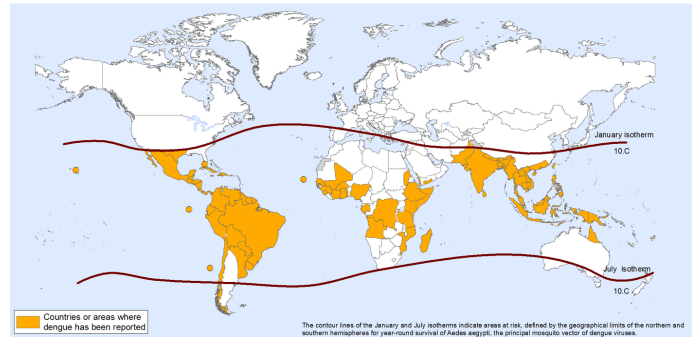 January isotherm
10.C
July isotherm
10.C
Countries or areas where
dengue has been reported
The contour lines of the January and July isotherms indicate areas at risk, defined by the geographical limits of the northern and
southern hemispheres for year-round survival of Aedes aegypti, the principal mosquito vector of dengue viruses.